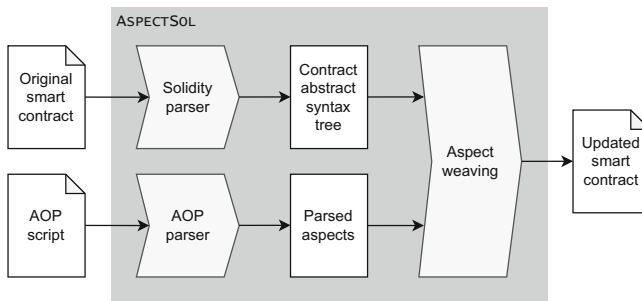 ASPECTSOL
Original
smart
contract
Solidity
parser
Contract
abstract
syntax
tree
Aspect
weaving
Updated
smart
contract
AOP
script
AOP
parser
Parsed
aspects